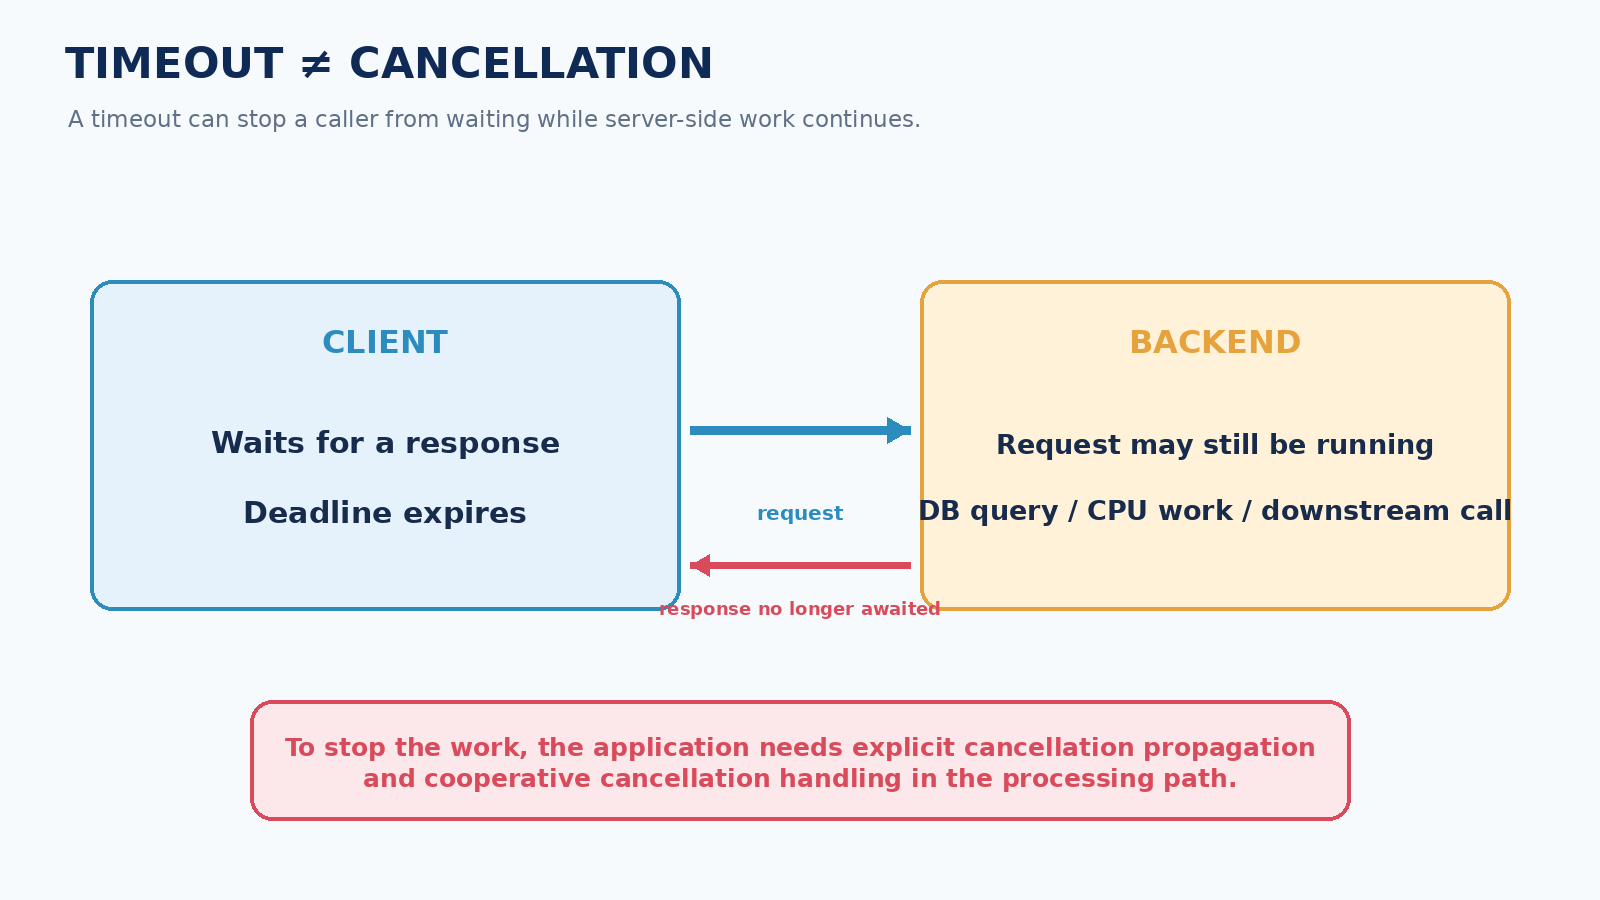 TIMEOUT ≠ CANCELLATION
A timeout can stop a caller from waiting while server-side work continues.
CLIENT
Waits for a response
Deadline expires
request
response no longer awaited
BACKEND
Request may still be running
DB query / CPU work / downstream call
To stop the work, the application needs explicit cancellation propagation
and cooperative cancellation handling in the processing path.